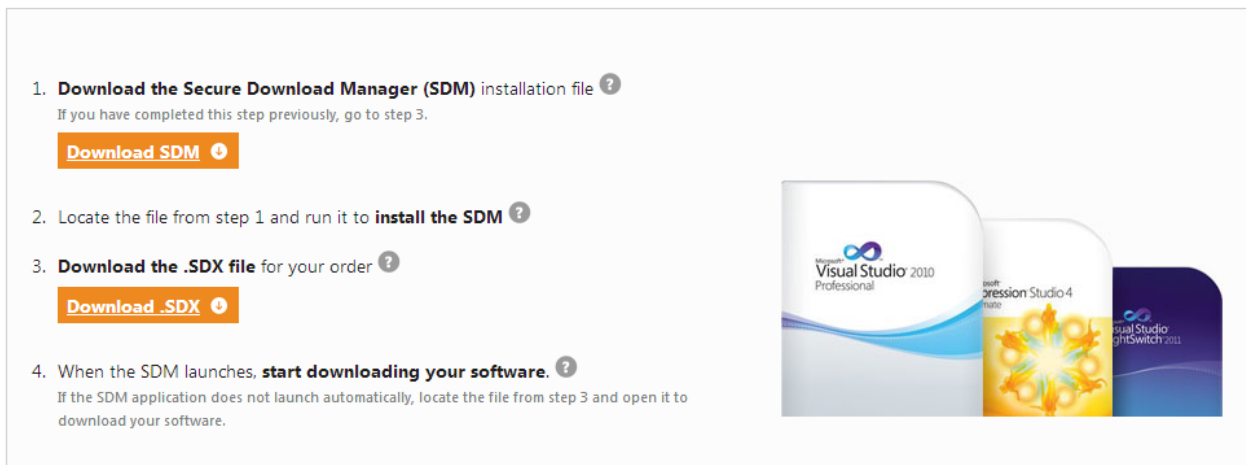 1. Download the Secure Download Manager (SDM) installation file ?
If you have completed this step previously, go to step 3.
Download SDM
2. Locate the file from step 1 and run it to install the SDM ?
3. Download the .SDX file for your order ?
Download .SDX
4. When the SDM launches, start downloading your software. ?
If the SDM application does not launch automatically, locate the file from step 3 and open it to
download your software.
Microsoft®
Visual Studio® 2010
Professional
osoft®
pression® Studio 4
mate
isual Studio®
ghtSwitch™ 2011